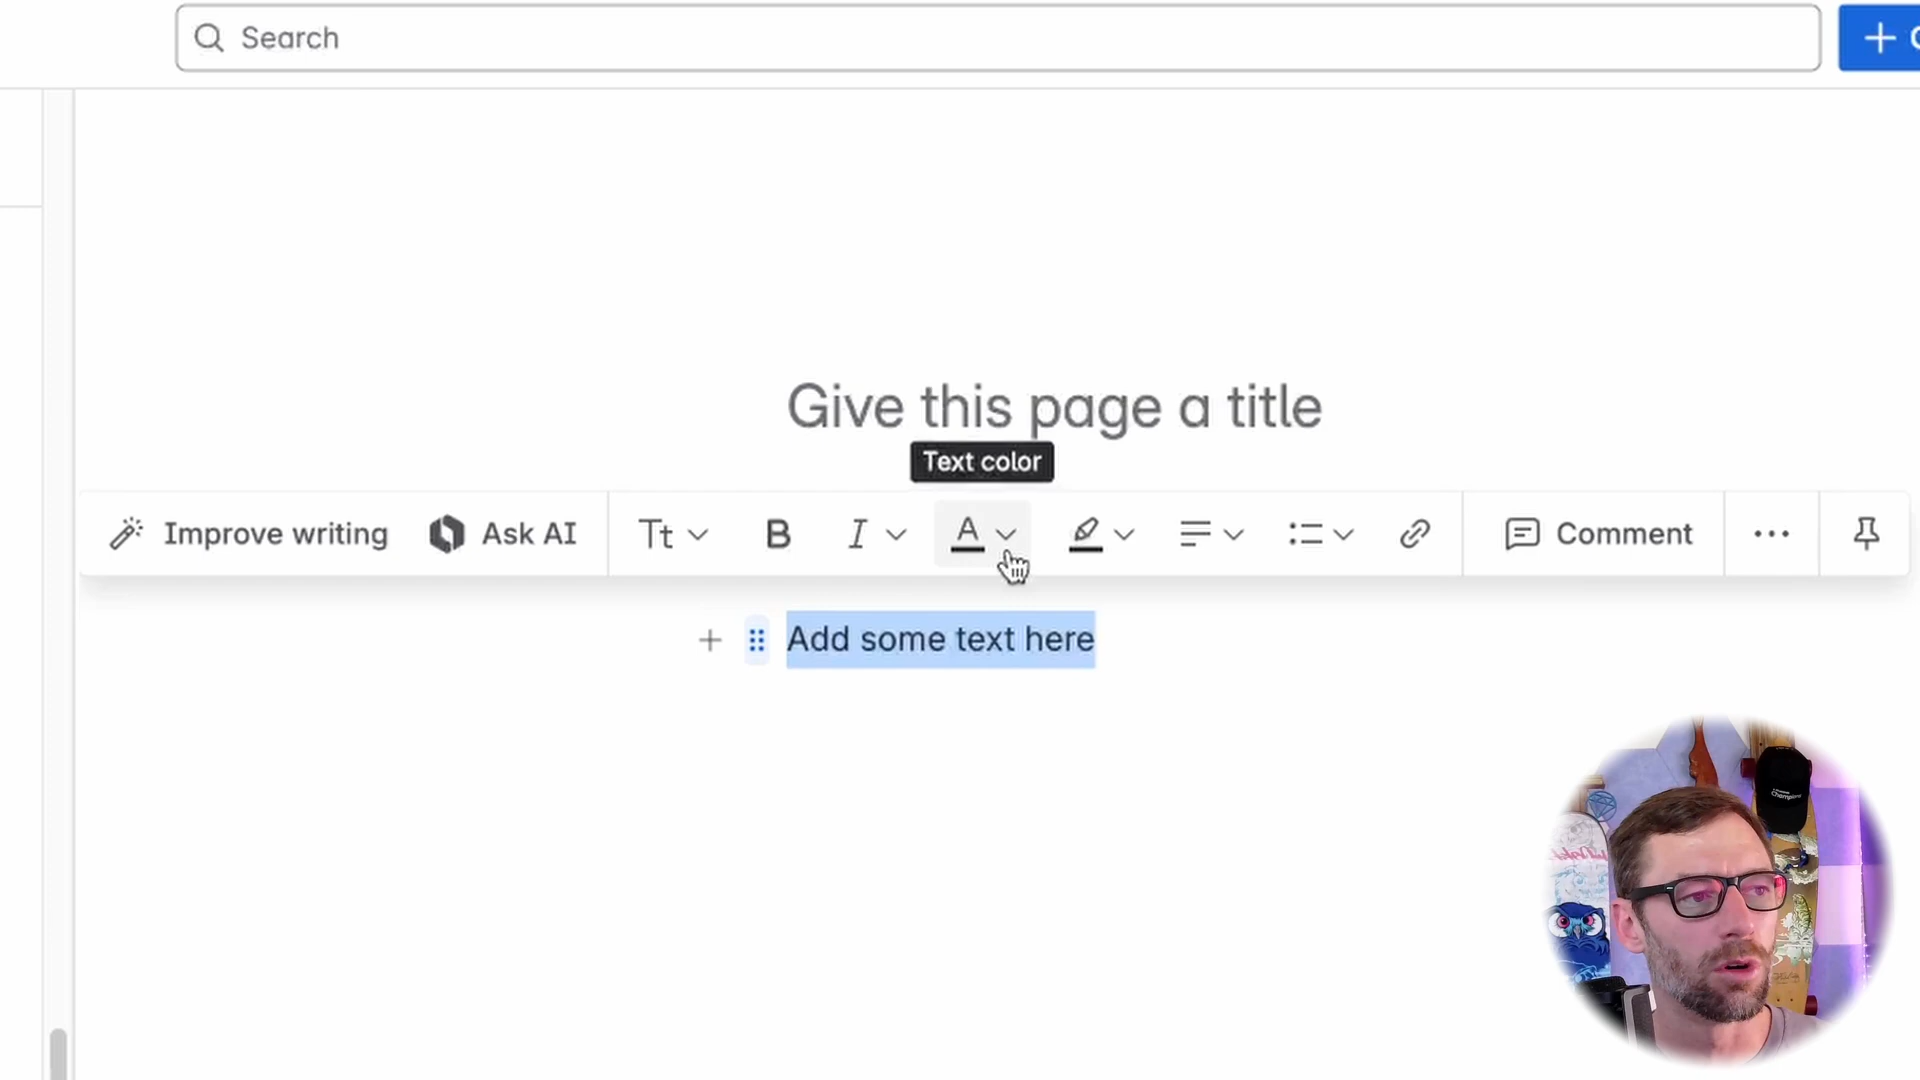 Search
Give this page a title
Text color
Improve writing Ask AI Tt B I A Comment
Add some text here